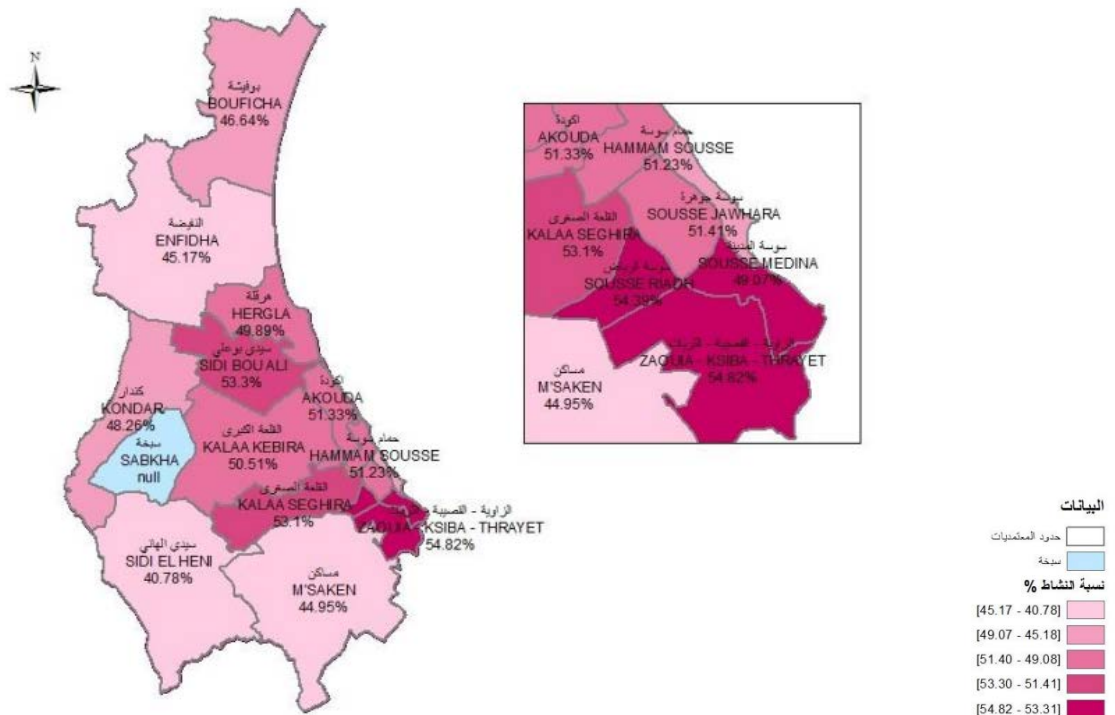 N
بوفيشة
BOUFICHA
46.64%
النفيضة
ENFIDHA
45.17%
هرقلة
HERGLA
49.89%
سيدي بوعلي
SIDI BOU ALI
53.3%
اكودة
AKOUDA
51.33%
كندار
KONDAR
48.26%
سبخة
SABKHA
null
القلعة الكبرى
KALAA KEBIRA
50.51%
حمام سوسة
HAMMAM SOUSSE
51.23%
القلعة الصغرى
KALAA SEGHIRA
53.1%
الزاوية - القصيبة - الثريات
ZAOUIA - KSIBA - THRAYET
54.82%
سيدي الهاني
SIDI EL HENI
40.78%
مساكن
M'SAKEN
44.95%
اكودة
AKOUDA
51.33%
حمام سوسة
HAMMAM SOUSSE
51.23%
سوسة جوهرة
SOUSSE JAWHARA
51.41%
القلعة الصغرى
KALAA SEGHIRA
53.1%
سوسة المدينة
SOUSSE MEDINA
49.07%
سوسة الرياض
SOUSSE RIADH
54.39%
الزاوية - القصيبة - الثريات
ZAOUIA - KSIBA - THRAYET
54.82%
مساكن
M'SAKEN
44.95%
البيانات
حدود المعتمديات
سبخة
نسبة النشاط %
[45.17 - 40.78]
[49.07 - 45.18]
[51.40 - 49.08]
[53.30 - 51.41]
[54.82 - 53.31]